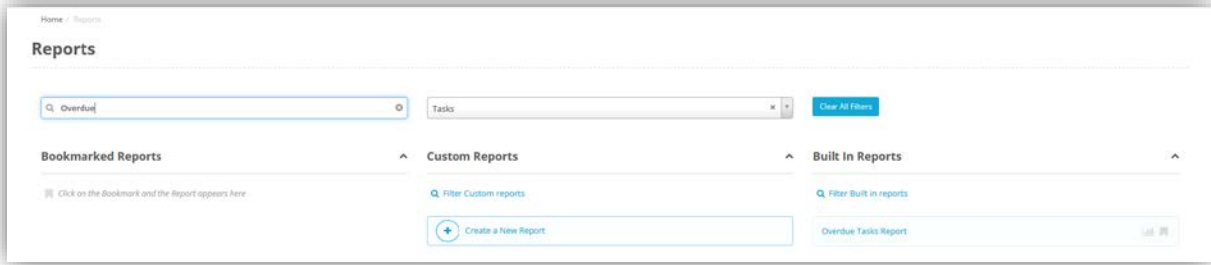 Home / Reports
Reports
Overdue
Tasks
Clear All Filters
Bookmarked Reports
Custom Reports
Built In Reports
Click on the Bookmark and the Report appears here
Filter Custom reports
Filter Built in reports
Create a New Report
Overdue Tasks Report